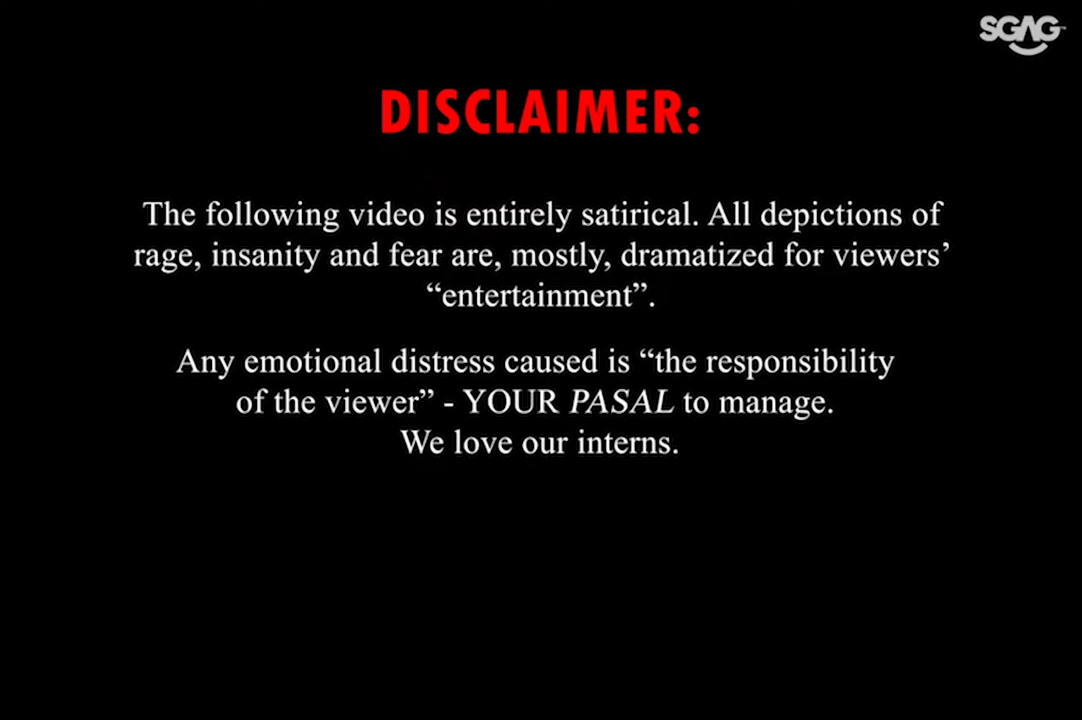 SGAG™
DISCLAIMER:
The following video is entirely satirical. All depictions of
rage, insanity and fear are, mostly, dramatized for viewers’
“entertainment”.
Any emotional distress caused is “the responsibility
of the viewer” - YOUR PASAL to manage.
We love our interns.